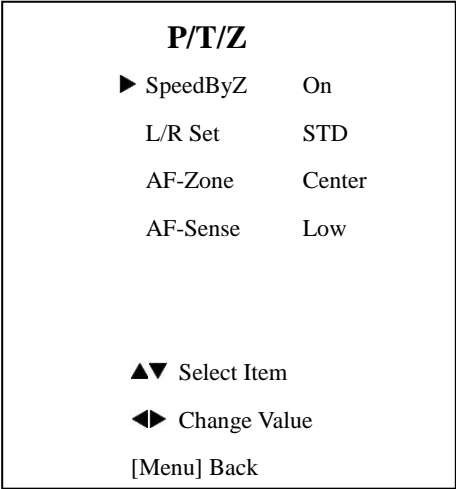 P/T/Z
▶ SpeedByZ On
L/R Set STD
AF-Zone Center
AF-Sense Low
▲▼ Select Item
◀▶ Change Value
[Menu] Back